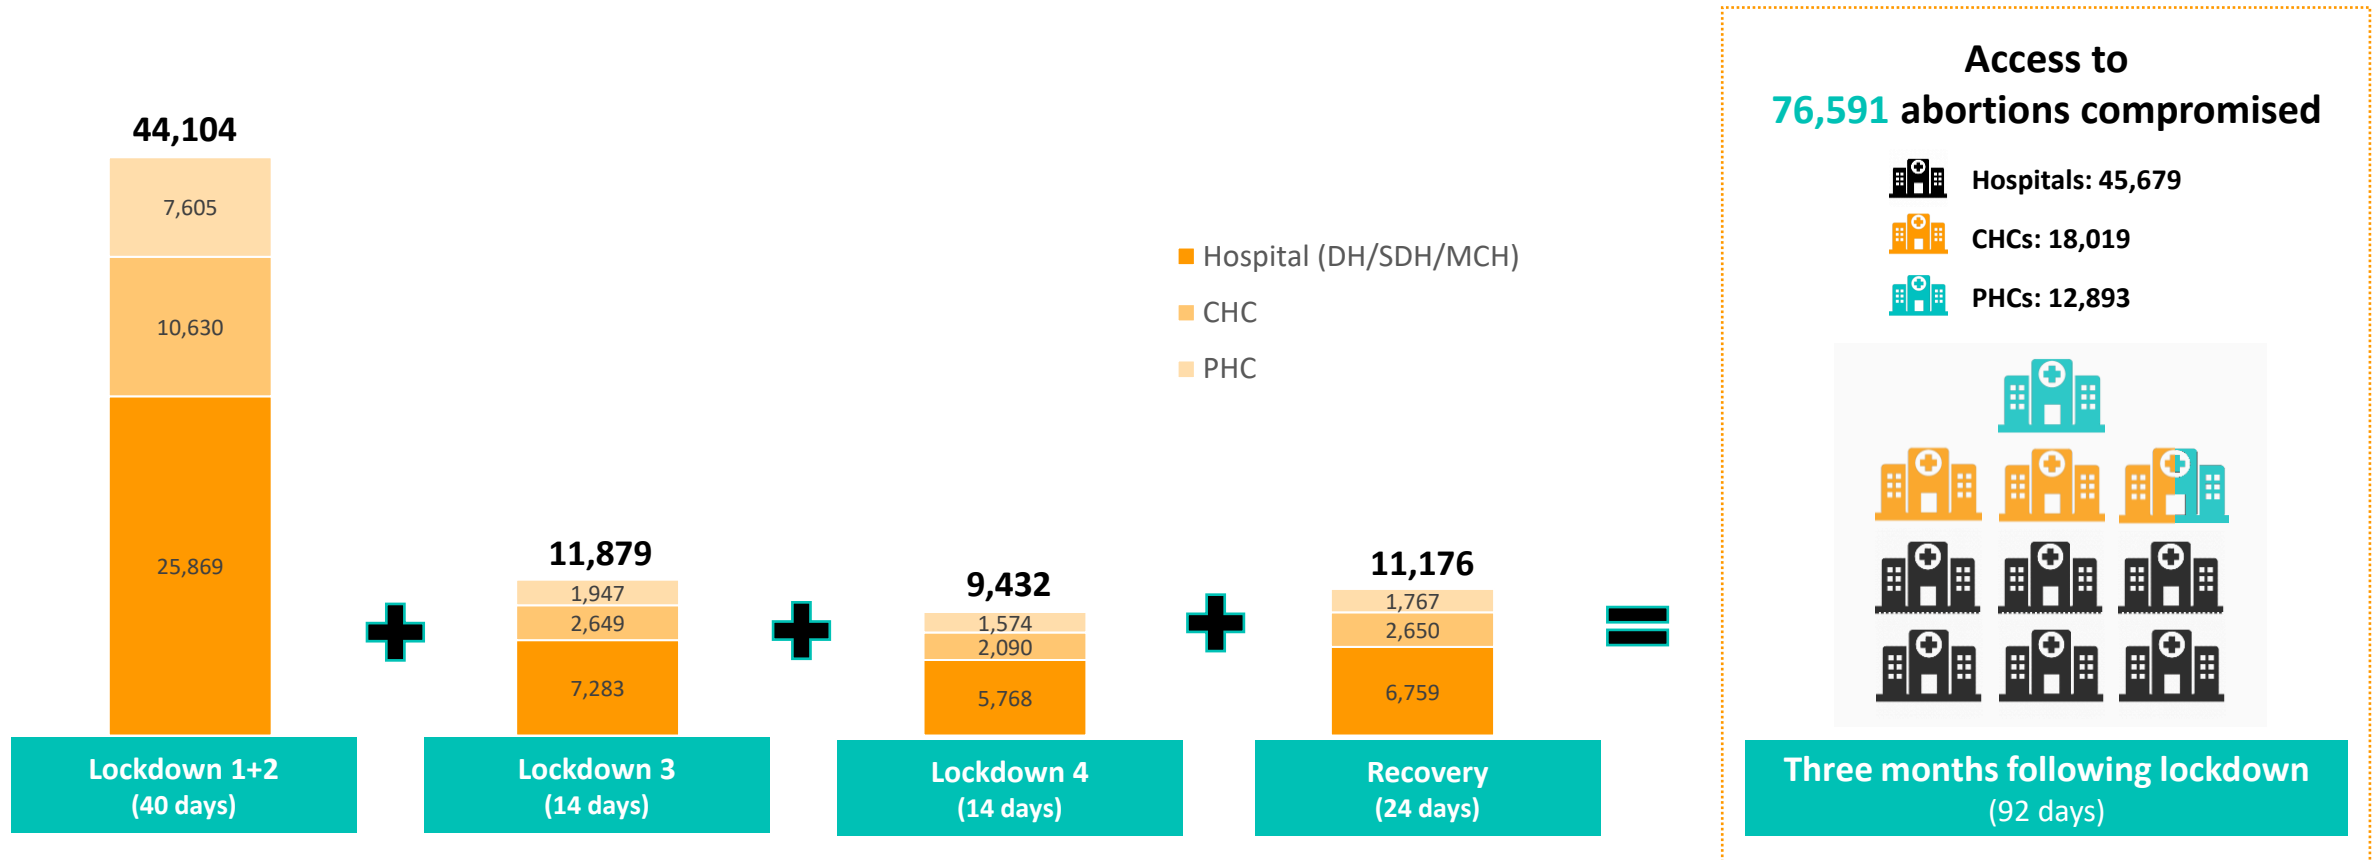 44,104
7,605
10,630
25,869
Lockdown 1+2
(40 days)
11,879
1,947
2,649
7,283
Lockdown 3
(14 days)
9,432
1,574
2,090
5,768
Lockdown 4
(14 days)
11,176
1,767
2,650
6,759
Recovery
(24 days)
Hospital (DH/SDH/MCH)
CHC
PHC
Access to
76,591 abortions compromised
Hospitals: 45,679
CHCs: 18,019
PHCs: 12,893
Three months following lockdown
(92 days)